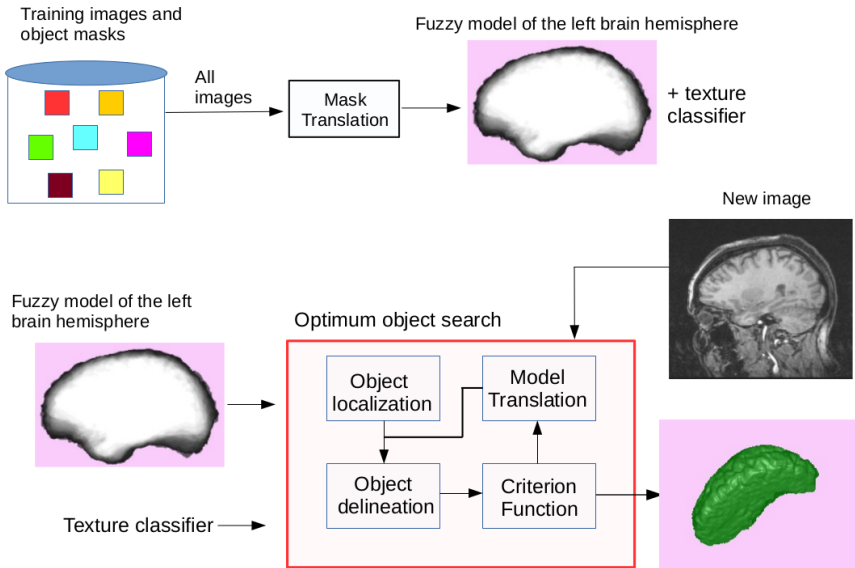 Training images and
object masks
Fuzzy model of the left brain hemisphere
All
images
Mask
Translation
+ texture
classifier
New image
Fuzzy model of the left
brain hemisphere
Optimum object search
Object
localization
Model
Translation
Object
delineation
Criterion
Function
Texture classifier